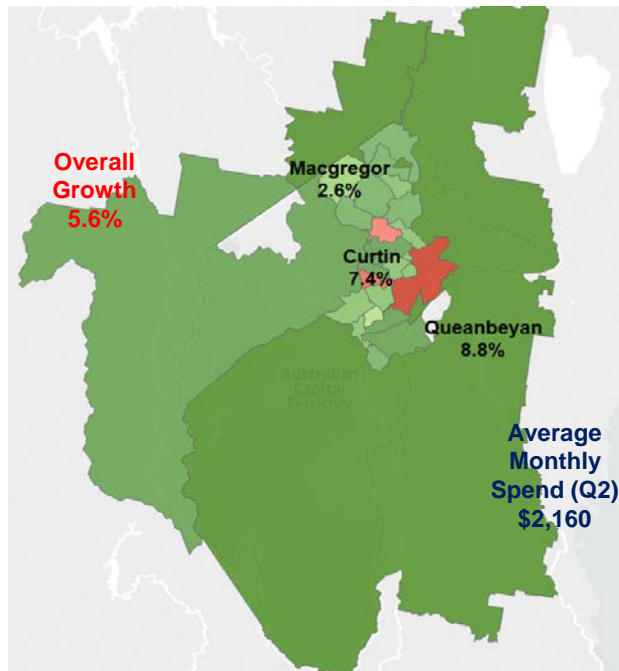 Macgregor
2.6%
Overall
Growth
5.6%
Curtin
7.4%
Queanbeyan
8.8%
Australian
Capital
Territory
Average
Monthly
Spend (Q2)
$2,160